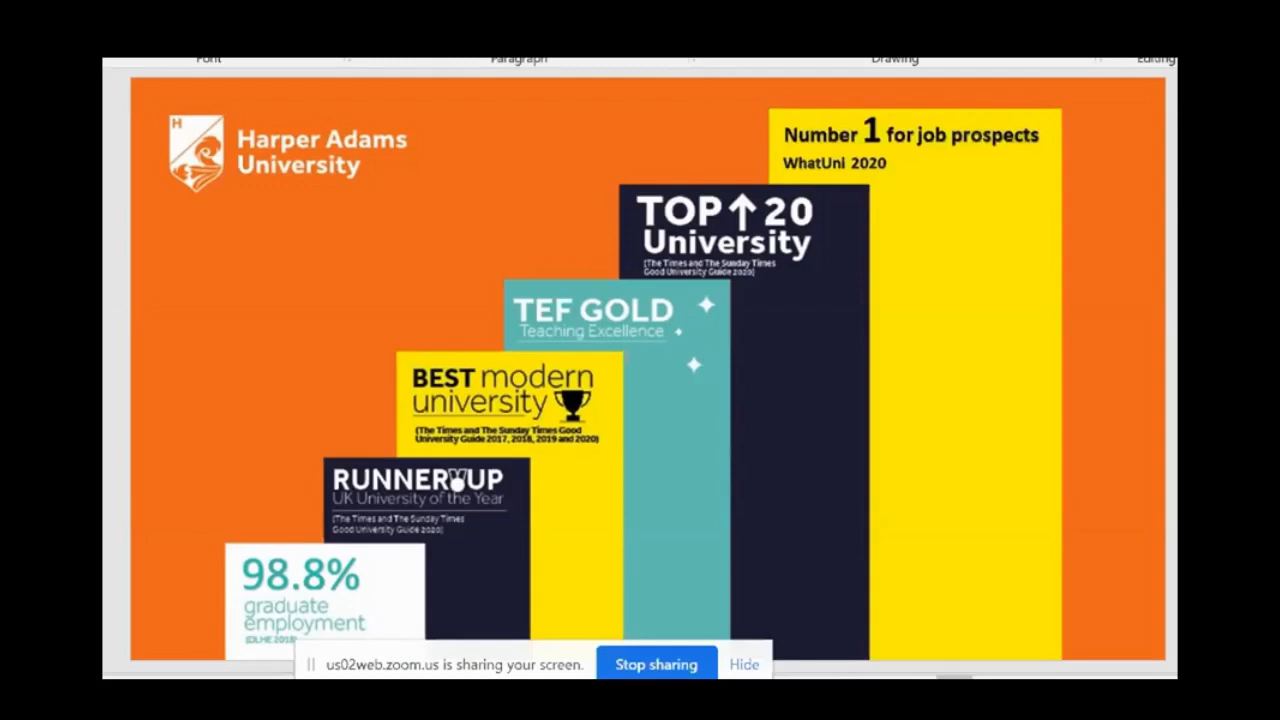 Font Paragraph Drawing Editing
H
Harper Adams
University
Number 1 for job prospects
WhatUni 2020
TOP 20
University
(The Times and The Sunday Times
Good University Guide 2020)
TEF GOLD
Teaching Excellence
BEST modern
university
(The Times and The Sunday Times Good
University Guide 2017, 2018, 2019 and 2020)
RUNNER UP
UK University of the Year
(The Times and The Sunday Times
Good University Guide 2020)
98.8%
graduate
employment
(DLHE 2018)
us02web.zoom.us is sharing your screen. Stop sharing Hide